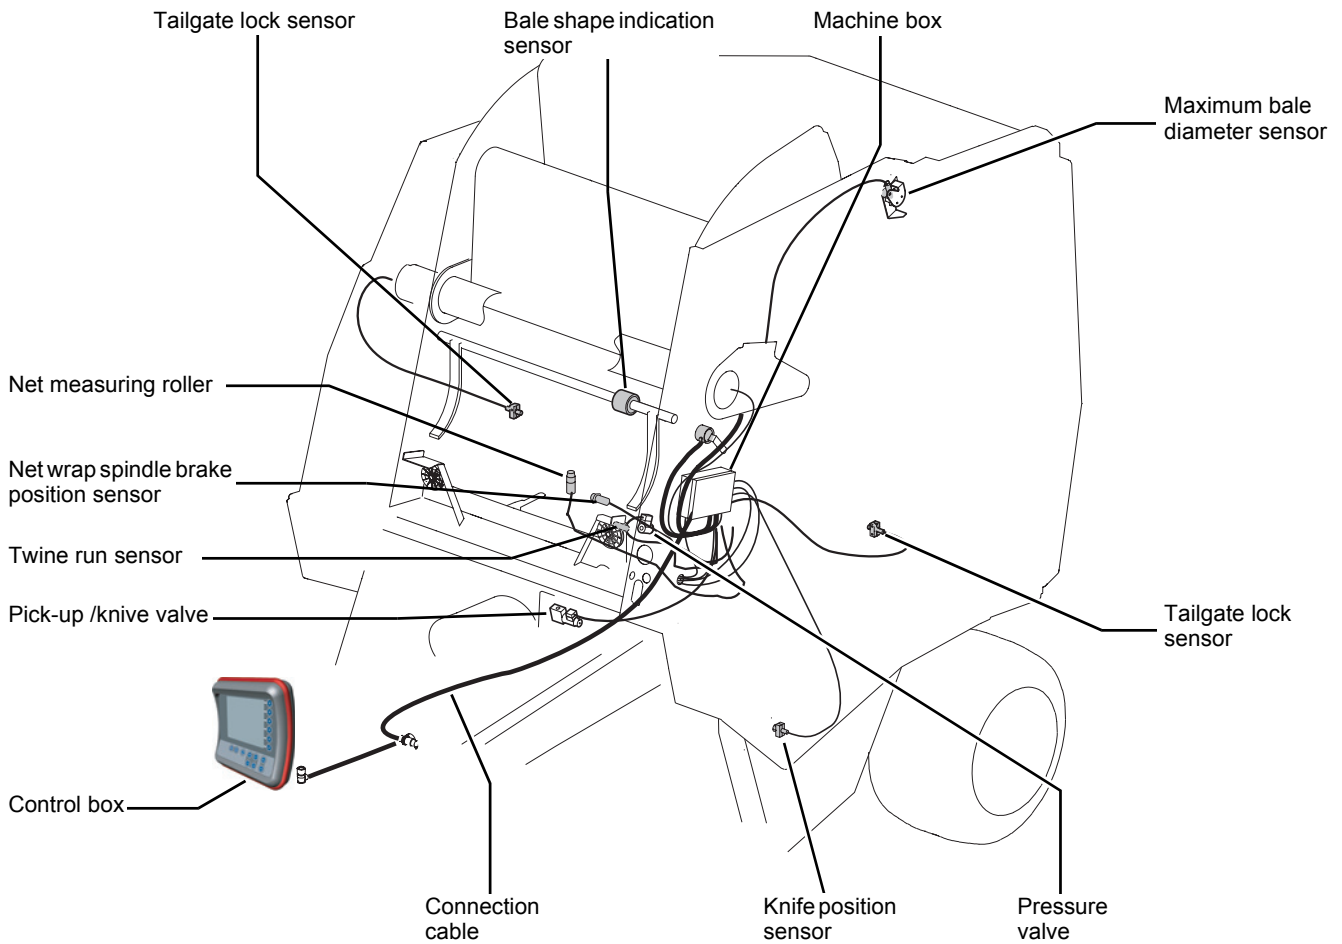 Tailgate lock sensor
Bale shape indication
sensor
Machine box
Maximum bale
diameter sensor
Net measuring roller
Net wrap spindle brake
position sensor
Twine run sensor
Pick-up /knive valve
Tailgate lock
sensor
Control box
Connection
cable
Knife position
sensor
Pressure
valve